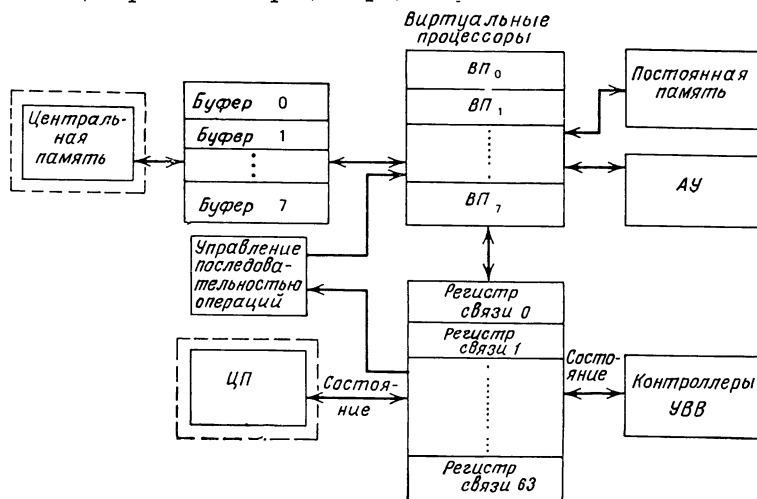 Виртуальные
процессоры
ВП₀
ВП₁
ВП₇
Постоянная
память
АУ
Централь-
ная
память
Буфер 0
Буфер 1
Буфер 7
Управление
последова-
тельностью
операций
Регистр
связи 0
Регистр
связи 1
Регистр
связи 63
ЦП
Состоя-
ние
Состо-
яние
Контроллеры
УВВ